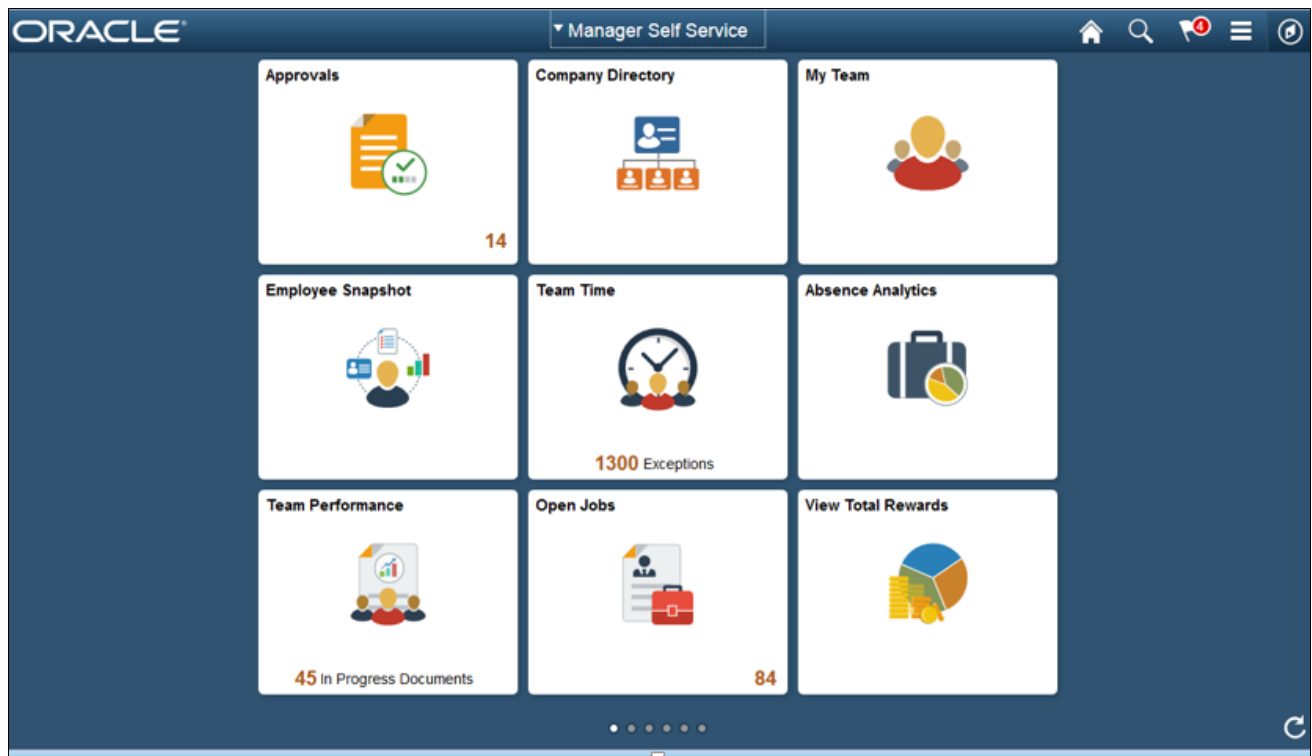 ORACLE
Manager Self Service
4
Approvals
14
Company Directory
My Team
Employee Snapshot
Team Time
1300 Exceptions
Absence Analytics
Team Performance
45 In Progress Documents
Open Jobs
84
View Total Rewards